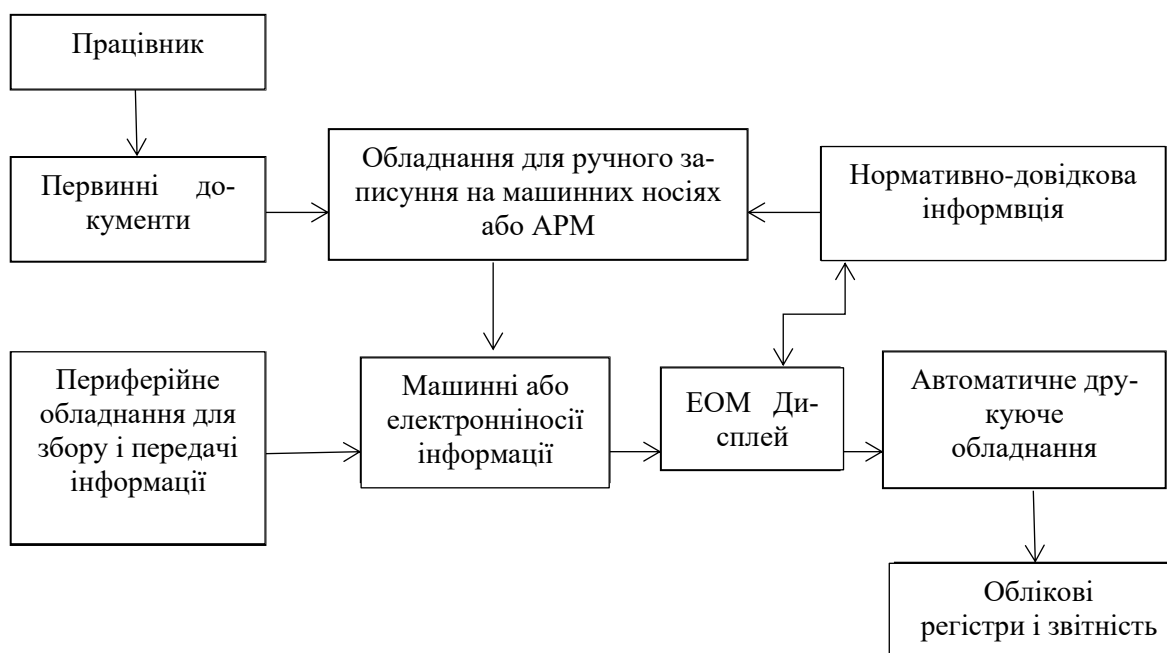 Працівник
Первинні до-
кументи
Обладнання для ручного за-
писуння на машинних носіях
або АРМ
Нормативно-довідкова
інформвція
Периферійне
обладнання для
збору і передачі
інформації
Машинні або
електронніносії
інформації
ЕОМ Ди-
сплей
Автоматичне дру-
куюче
обладнання
Облікові
регістри і звітність